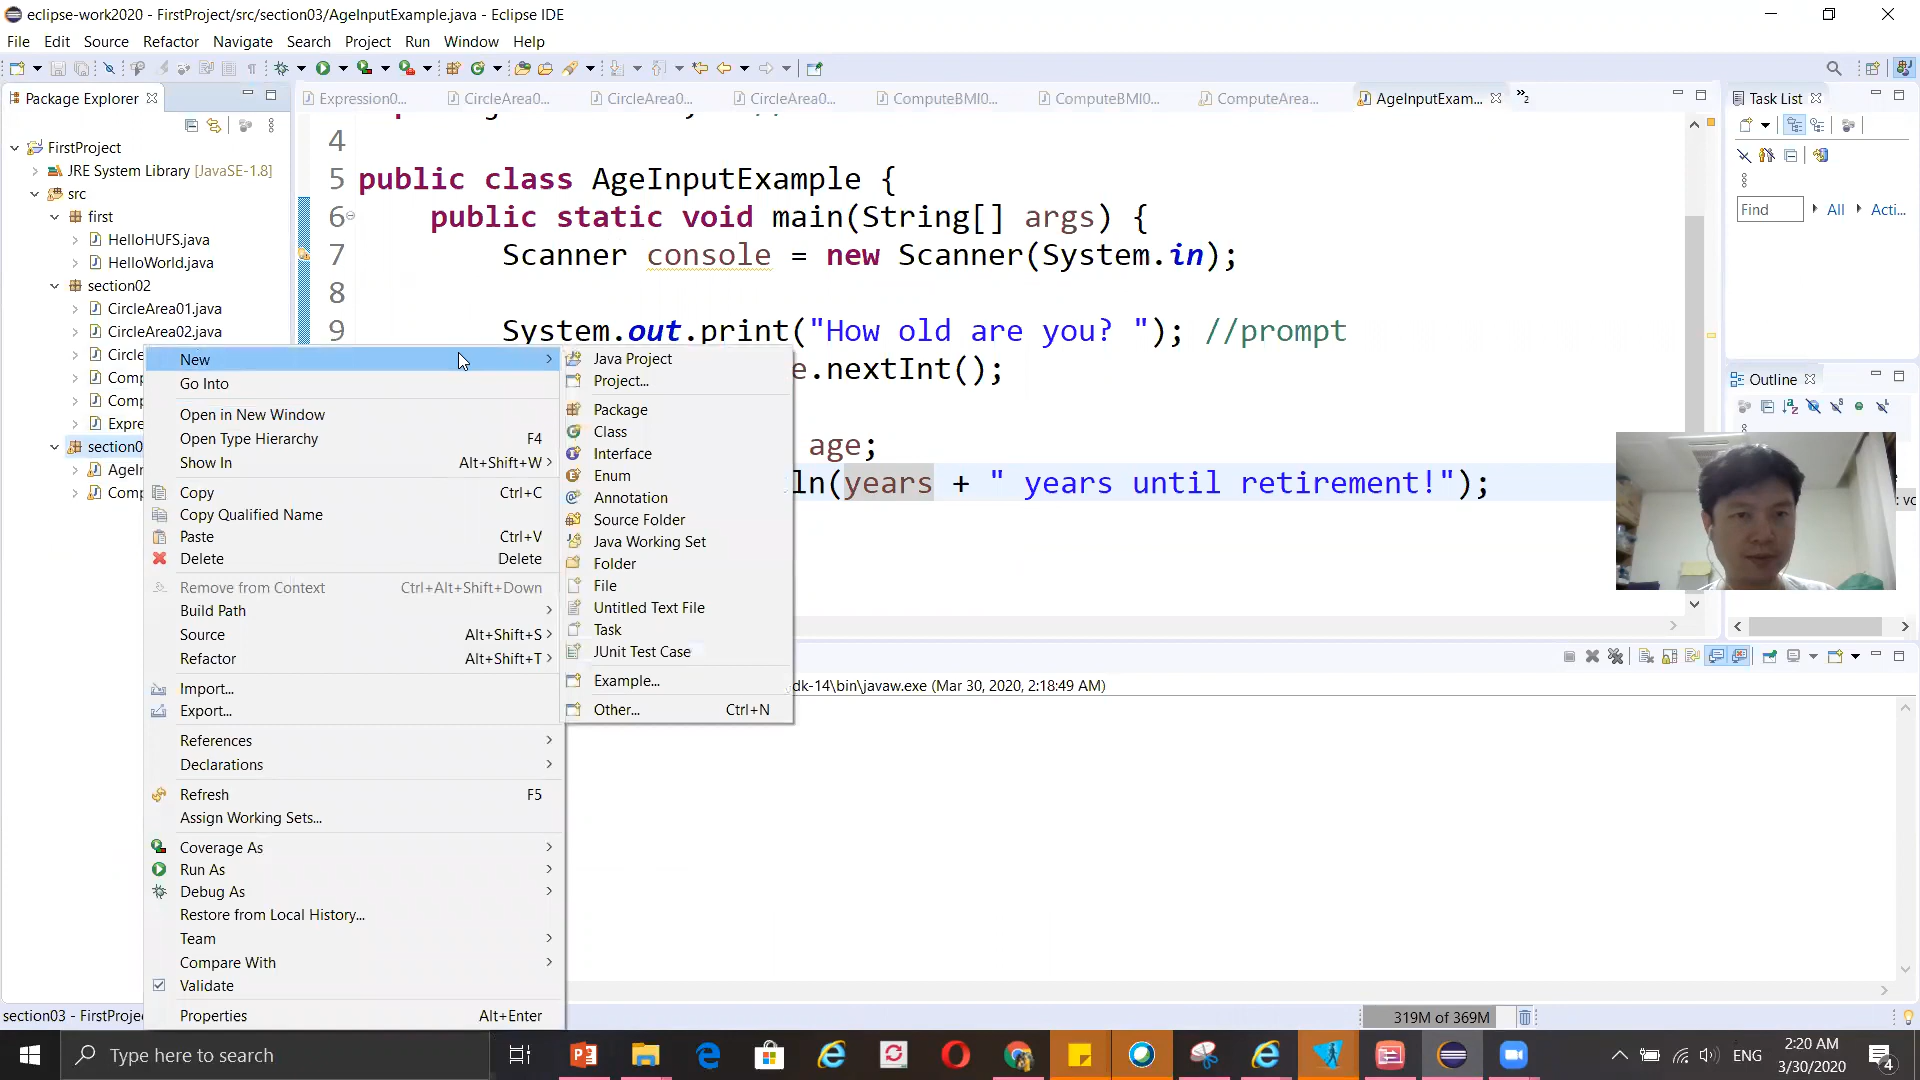 eclipse-work2020 - FirstProject/src/section03/AgeInputExample.java - Eclipse IDE
File Edit Source Refactor Navigate Search Project Run Window Help
Package Explorer
Expression0...
CircleArea0...
CircleArea0...
CircleArea0...
ComputeBMI0...
ComputeBMI0...
ComputeArea...
AgeInputExam...
»2
Task List
FirstProject
JRE System Library [JavaSE-1.8]
src
first
HelloHUFS.java
HelloWorld.java
section02
CircleArea01.java
CircleArea02.java
Circle
Comp
Comp
Expre
section0
AgeIn
Comp
4
5 public class AgeInputExample {
6 public static void main(String[] args) {
7 Scanner console = new Scanner(System.in);
8
9 System.out.print("How old are you? "); //prompt
e.nextInt();
age;
ln(years + " years until retirement!");
New
Go Into
Open in New Window
Open Type Hierarchy F4
Show In Alt+Shift+W
Copy Ctrl+C
Copy Qualified Name
Paste Ctrl+V
Delete Delete
Remove from Context Ctrl+Alt+Shift+Down
Build Path
Source Alt+Shift+S
Refactor Alt+Shift+T
Import...
Export...
References
Declarations
Refresh F5
Assign Working Sets...
Coverage As
Run As
Debug As
Restore from Local History...
Team
Compare With
Validate
Properties Alt+Enter
Java Project
Project...
Package
Class
Interface
Enum
Annotation
Source Folder
Java Working Set
Folder
File
Untitled Text File
Task
JUnit Test Case
Example...
Other... Ctrl+N
Find All Acti...
Outline
: vc
dk-14\bin\javaw.exe (Mar 30, 2020, 2:18:49 AM)
section03 - FirstProje
319M of 369M
Type here to search
ENG
2:20 AM
3/30/2020
4